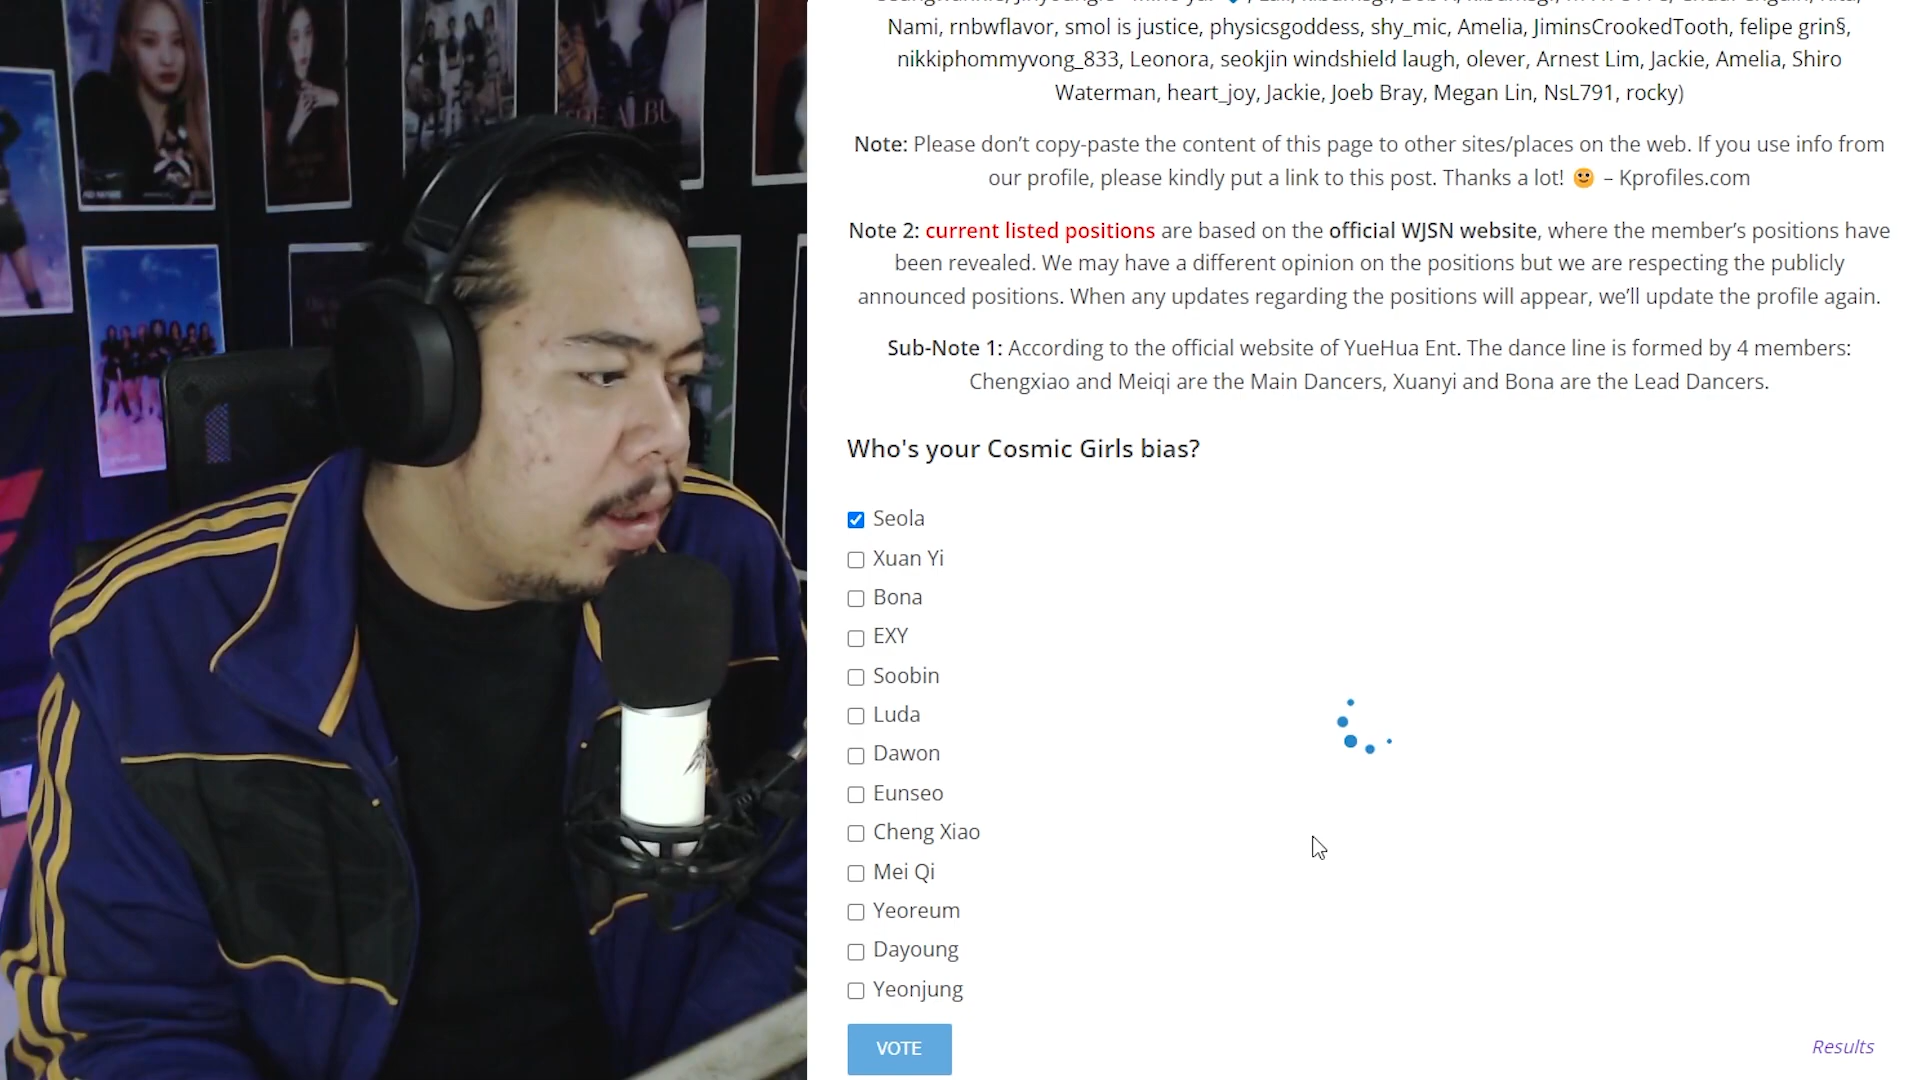 Nami, rnbwflavor, smol is justice, physicsgoddess, shy_mic, Amelia, JiminsCrookedTooth, felipe grin§,
nikkiphommyvong_833, Leonora, seokjin windshield laugh, olever, Arnest Lim, Jackie, Amelia, Shiro
Waterman, heart_joy, Jackie, Joeb Bray, Megan Lin, NsL791, rocky)
THE ALBU
Note: Please don’t copy-paste the content of this page to other sites/places on the web. If you use info from
our profile, please kindly put a link to this post. Thanks a lot! 🙂 – Kprofiles.com
Note 2: current listed positions are based on the official WJSN website, where the member’s positions have
been revealed. We may have a different opinion on the positions but we are respecting the publicly
announced positions. When any updates regarding the positions will appear, we’ll update the profile again.
Sub-Note 1: According to the official website of YueHua Ent. The dance line is formed by 4 members:
Chengxiao and Meiqi are the Main Dancers, Xuanyi and Bona are the Lead Dancers.
Who's your Cosmic Girls bias?
Seola
Xuan Yi
Bona
EXY
Soobin
Luda
Dawon
Eunseo
Cheng Xiao
Mei Qi
Yeoreum
Dayoung
Yeonjung
VOTE
Results